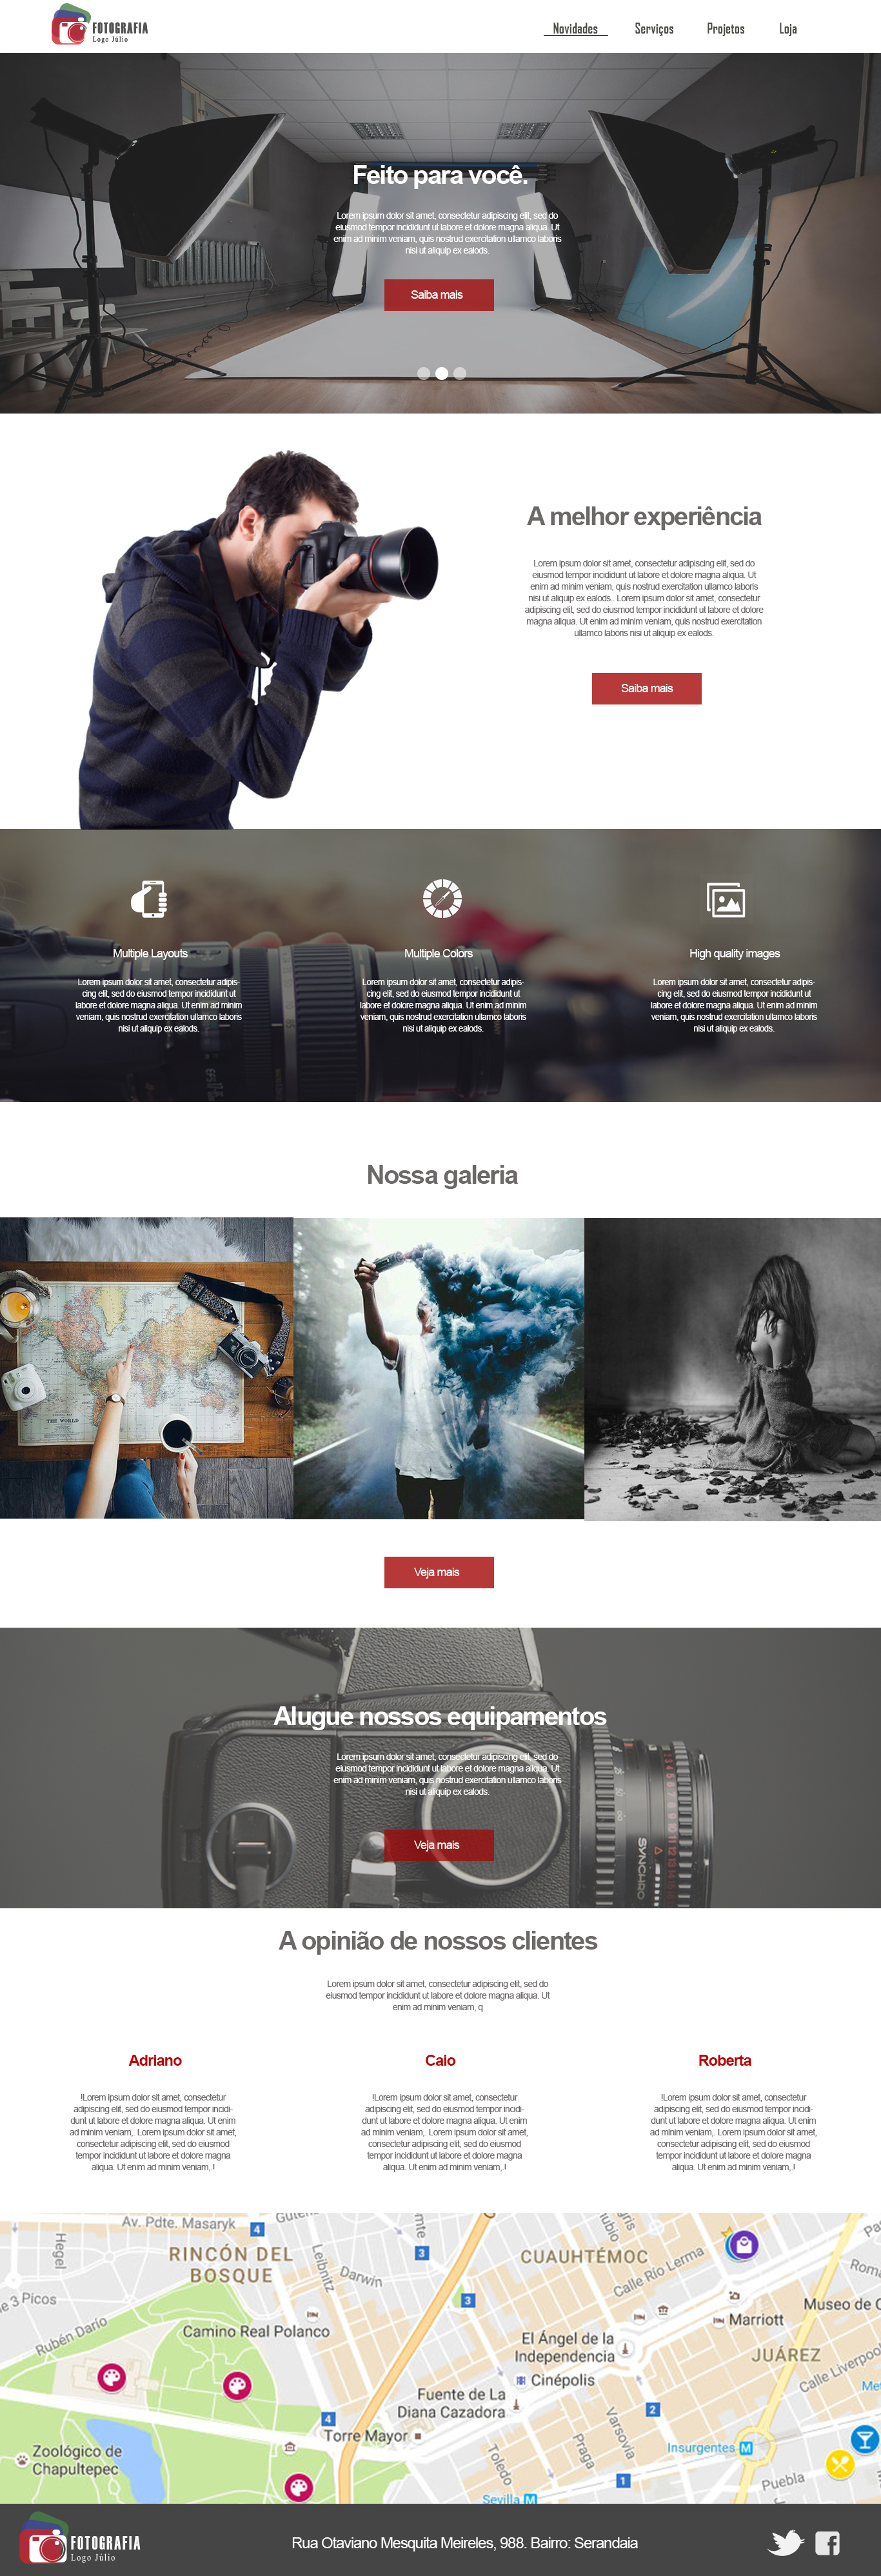 FOTOGRAFIA
Logo Júlio
Novidades
Serviços
Projetos
Loja
Feito para você.
Lorem ipsum dolor sit amet, consectetur adipiscing elit, sed do
eiusmod tempor incididunt ut labore et dolore magna aliqua. Ut
enim ad minim veniam, quis nostrud exercitation ullamco laboris
nisi ut aliquip ex ealods.
Saiba mais
A melhor experiência
Lorem ipsum dolor sit amet, consectetur adipiscing elit, sed do
eiusmod tempor incididunt ut labore et dolore magna aliqua. Ut
enim ad minim veniam, quis nostrud exercitation ullamco laboris
nisi ut aliquip ex ealods.. Lorem ipsum dolor sit amet, consectetur
adipiscing elit, sed do eiusmod tempor incididunt ut labore et dolore
magna aliqua. Ut enim ad minim veniam, quis nostrud exercitation
ullamco laboris nisi ut aliquip ex ealods.
Saiba mais
Multiple Layouts
Lorem ipsum dolor sit amet, consectetur adipis-
cing elit, sed do eiusmod tempor incididunt ut
labore et dolore magna aliqua. Ut enim ad minim
veniam, quis nostrud exercitation ullamco laboris
nisi ut aliquip ex ealods.
Multiple Colors
Lorem ipsum dolor sit amet, consectetur adipis-
cing elit, sed do eiusmod tempor incididunt ut
labore et dolore magna aliqua. Ut enim ad minim
veniam, quis nostrud exercitation ullamco laboris
nisi ut aliquip ex ealods.
High quality images
Lorem ipsum dolor sit amet, consectetur adipis-
cing elit, sed do eiusmod tempor incididunt ut
labore et dolore magna aliqua. Ut enim ad minim
veniam, quis nostrud exercitation ullamco laboris
nisi ut aliquip ex ealods.
Nossa galeria
THE WORLD
Veja mais
Alugue nossos equipamentos
Lorem ipsum dolor sit amet, consectetur adipiscing elit, sed do
eiusmod tempor incididunt ut labore et dolore magna aliqua. Ut
enim ad minim veniam, quis nostrud exercitation ullamco laboris
nisi ut aliquip ex ealods.
Veja mais
SYNCHRO
A opinião de nossos clientes
Lorem ipsum dolor sit amet, consectetur adipiscing elit, sed do
eiusmod tempor incididunt ut labore et dolore magna aliqua. Ut
enim ad minim veniam, q
Adriano
!Lorem ipsum dolor sit amet, consectetur
adipiscing elit, sed do eiusmod tempor incidi-
dunt ut labore et dolore magna aliqua. Ut enim
ad minim veniam,. Lorem ipsum dolor sit amet,
consectetur adipiscing elit, sed do eiusmod
tempor incididunt ut labore et dolore magna
aliqua. Ut enim ad minim veniam,.!
Caio
!Lorem ipsum dolor sit amet, consectetur
adipiscing elit, sed do eiusmod tempor incidi-
dunt ut labore et dolore magna aliqua. Ut enim
ad minim veniam,. Lorem ipsum dolor sit amet,
consectetur adipiscing elit, sed do eiusmod
tempor incididunt ut labore et dolore magna
aliqua. Ut enim ad minim veniam,.!
Roberta
!Lorem ipsum dolor sit amet, consectetur
adipiscing elit, sed do eiusmod tempor incidi-
dunt ut labore et dolore magna aliqua. Ut enim
ad minim veniam,. Lorem ipsum dolor sit amet,
consectetur adipiscing elit, sed do eiusmod
tempor incididunt ut labore et dolore magna
aliqua. Ut enim ad minim veniam,.!
Av. Pdte. Masaryk
4
Hegel
RINCÓN DEL
BOSQUE
Leibnitz
Darwin
3
3
CUAUHTÉMOC
Calle Río Lerma
Marriott
Museo de C
Rubén Darío
Camino Real Polanco
El Ángel de la
Independencia
JUÁREZ
Cinépolis
Calle Liverpool
Fuente de La
Diana Cazadora
4
2
Torre Mayor
Varsovia
Praga
Toledo
Insurgentes M
Zoológico de
Chapultepec
1
Puebla
Sevilla M
FOTOGRAFIA
Logo Júlio
Rua Otaviano Mesquita Meireles, 988. Bairro: Serandaia